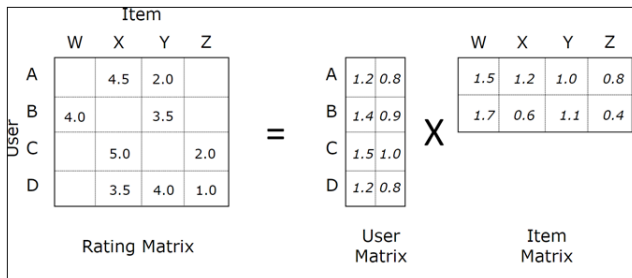 Item
W X Y Z W X Y Z
A 4.5 2.0 A 1.2 0.8 1.5 1.2 1.0 0.8
B 4.0 3.5 B 1.4 0.9 1.7 0.6 1.1 0.4
User = X
C 5.0 2.0 C 1.5 1.0
D 3.5 4.0 1.0 D 1.2 0.8
Rating Matrix
User
Matrix
Item
Matrix